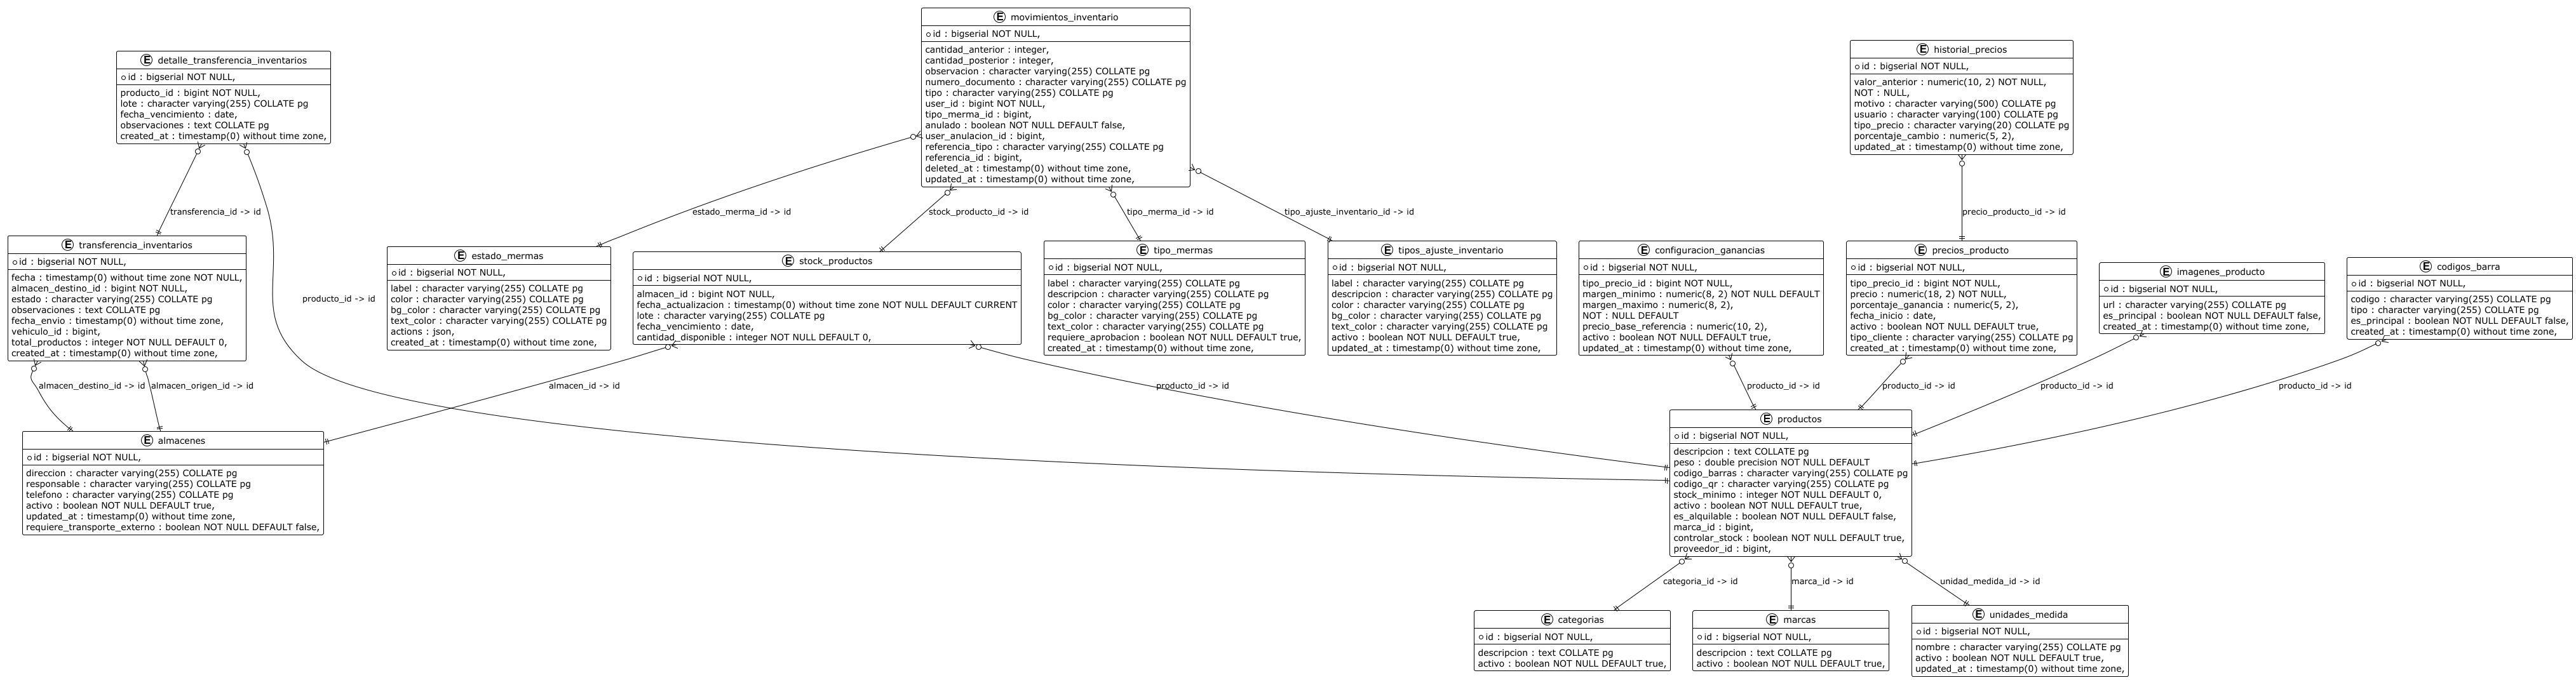 movimientos_inventario
id : bigserial NOT NULL,
cantidad_anterior : integer,
cantidad_posterior : integer,
observacion : character varying(255) COLLATE pg
numero_documento : character varying(255) COLLATE pg
tipo : character varying(255) COLLATE pg
user_id : bigint NOT NULL,
tipo_merma_id : bigint,
anulado : boolean NOT NULL DEFAULT false,
user_anulacion_id : bigint,
referencia_tipo : character varying(255) COLLATE pg
referencia_id : bigint,
deleted_at : timestamp(0) without time zone,
updated_at : timestamp(0) without time zone,
detalle_transferencia_inventarios
id : bigserial NOT NULL,
producto_id : bigint NOT NULL,
lote : character varying(255) COLLATE pg
fecha_vencimiento : date,
observaciones : text COLLATE pg
created_at : timestamp(0) without time zone,
historial_precios
id : bigserial NOT NULL,
valor_anterior : numeric(10, 2) NOT NULL,
NOT : NULL,
motivo : character varying(500) COLLATE pg
usuario : character varying(100) COLLATE pg
tipo_precio : character varying(20) COLLATE pg
porcentaje_cambio : numeric(5, 2),
updated_at : timestamp(0) without time zone,
transferencia_id -> id
estado_merma_id -> id
stock_producto_id -> id
tipo_merma_id -> id
tipo_ajuste_inventario_id -> id
precio_producto_id -> id
transferencia_inventarios
id : bigserial NOT NULL,
fecha : timestamp(0) without time zone NOT NULL,
almacen_destino_id : bigint NOT NULL,
estado : character varying(255) COLLATE pg
observaciones : text COLLATE pg
fecha_envio : timestamp(0) without time zone,
vehiculo_id : bigint,
total_productos : integer NOT NULL DEFAULT 0,
created_at : timestamp(0) without time zone,
producto_id -> id
estado_mermas
id : bigserial NOT NULL,
label : character varying(255) COLLATE pg
color : character varying(255) COLLATE pg
bg_color : character varying(255) COLLATE pg
text_color : character varying(255) COLLATE pg
actions : json,
created_at : timestamp(0) without time zone,
stock_productos
id : bigserial NOT NULL,
almacen_id : bigint NOT NULL,
fecha_actualizacion : timestamp(0) without time zone NOT NULL DEFAULT CURRENT
lote : character varying(255) COLLATE pg
fecha_vencimiento : date,
cantidad_disponible : integer NOT NULL DEFAULT 0,
tipo_mermas
id : bigserial NOT NULL,
label : character varying(255) COLLATE pg
descripcion : character varying(255) COLLATE pg
color : character varying(255) COLLATE pg
bg_color : character varying(255) COLLATE pg
text_color : character varying(255) COLLATE pg
requiere_aprobacion : boolean NOT NULL DEFAULT true,
created_at : timestamp(0) without time zone,
tipos_ajuste_inventario
id : bigserial NOT NULL,
label : character varying(255) COLLATE pg
descripcion : character varying(255) COLLATE pg
color : character varying(255) COLLATE pg
bg_color : character varying(255) COLLATE pg
text_color : character varying(255) COLLATE pg
activo : boolean NOT NULL DEFAULT true,
updated_at : timestamp(0) without time zone,
configuracion_ganancias
id : bigserial NOT NULL,
tipo_precio_id : bigint NOT NULL,
margen_minimo : numeric(8, 2) NOT NULL DEFAULT
margen_maximo : numeric(8, 2),
NOT : NULL DEFAULT
precio_base_referencia : numeric(10, 2),
activo : boolean NOT NULL DEFAULT true,
updated_at : timestamp(0) without time zone,
precios_producto
id : bigserial NOT NULL,
tipo_precio_id : bigint NOT NULL,
precio : numeric(18, 2) NOT NULL,
porcentaje_ganancia : numeric(5, 2),
fecha_inicio : date,
activo : boolean NOT NULL DEFAULT true,
tipo_cliente : character varying(255) COLLATE pg
created_at : timestamp(0) without time zone,
imagenes_producto
id : bigserial NOT NULL,
url : character varying(255) COLLATE pg
es_principal : boolean NOT NULL DEFAULT false,
created_at : timestamp(0) without time zone,
codigos_barra
id : bigserial NOT NULL,
codigo : character varying(255) COLLATE pg
tipo : character varying(255) COLLATE pg
es_principal : boolean NOT NULL DEFAULT false,
created_at : timestamp(0) without time zone,
almacen_destino_id -> id
almacen_origen_id -> id
almacen_id -> id
producto_id -> id
producto_id -> id
producto_id -> id
producto_id -> id
producto_id -> id
almacenes
id : bigserial NOT NULL,
direccion : character varying(255) COLLATE pg
responsable : character varying(255) COLLATE pg
telefono : character varying(255) COLLATE pg
activo : boolean NOT NULL DEFAULT true,
updated_at : timestamp(0) without time zone,
requiere_transporte_externo : boolean NOT NULL DEFAULT false,
productos
id : bigserial NOT NULL,
descripcion : text COLLATE pg
peso : double precision NOT NULL DEFAULT
codigo_barras : character varying(255) COLLATE pg
codigo_qr : character varying(255) COLLATE pg
stock_minimo : integer NOT NULL DEFAULT 0,
activo : boolean NOT NULL DEFAULT true,
es_alquilable : boolean NOT NULL DEFAULT false,
marca_id : bigint,
controlar_stock : boolean NOT NULL DEFAULT true,
proveedor_id : bigint,
categoria_id -> id
marca_id -> id
unidad_medida_id -> id
categorias
id : bigserial NOT NULL,
descripcion : text COLLATE pg
activo : boolean NOT NULL DEFAULT true,
marcas
id : bigserial NOT NULL,
descripcion : text COLLATE pg
activo : boolean NOT NULL DEFAULT true,
unidades_medida
id : bigserial NOT NULL,
nombre : character varying(255) COLLATE pg
activo : boolean NOT NULL DEFAULT true,
updated_at : timestamp(0) without time zone,